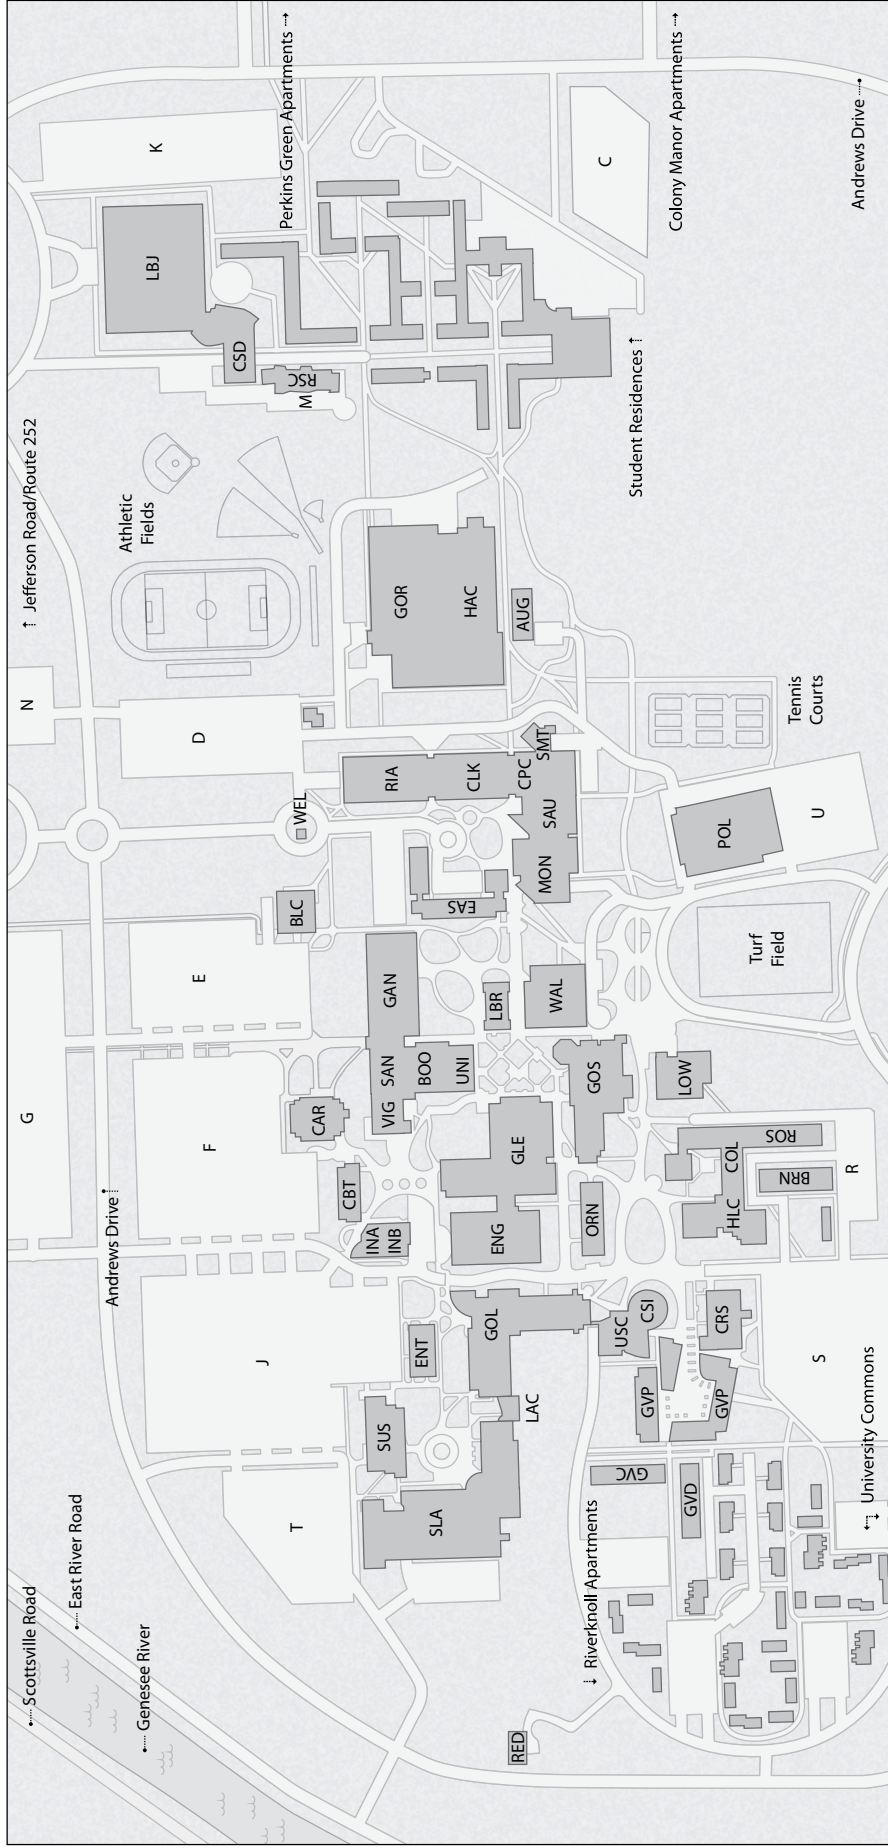 Scottsville Road
G
N
↑ Jefferson Road/Route 252
East River Road
Andrews Drive
Genesee River
Athletic
Fields
LBJ
K
F
E
D
CSD
J
T
BLC
WEL
M
RSC
Perkins Green Apartments →
CAR
CBT
INA
INB
SUS
VIG
SAN
GAN
RIA
GOR
ENT
BOO
UNI
SLA
EAS
CLK
HAC
GOL
ENG
GLE
LBR
RED
LAC
CPC
AUG
SMT
MON
SAU
WAL
ORN
GOS
↓ Riverknoll Apartments
C
USC
CSI
GVC
GVP
Student Residences ↑
GVD
LOW
Colony Manor Apartments →
GVP
CRS
HLC
COL
POL
Turf
Field
ROS
BRN
Tennis
Courts
S
R
U
University Commons
Andrews Drive →